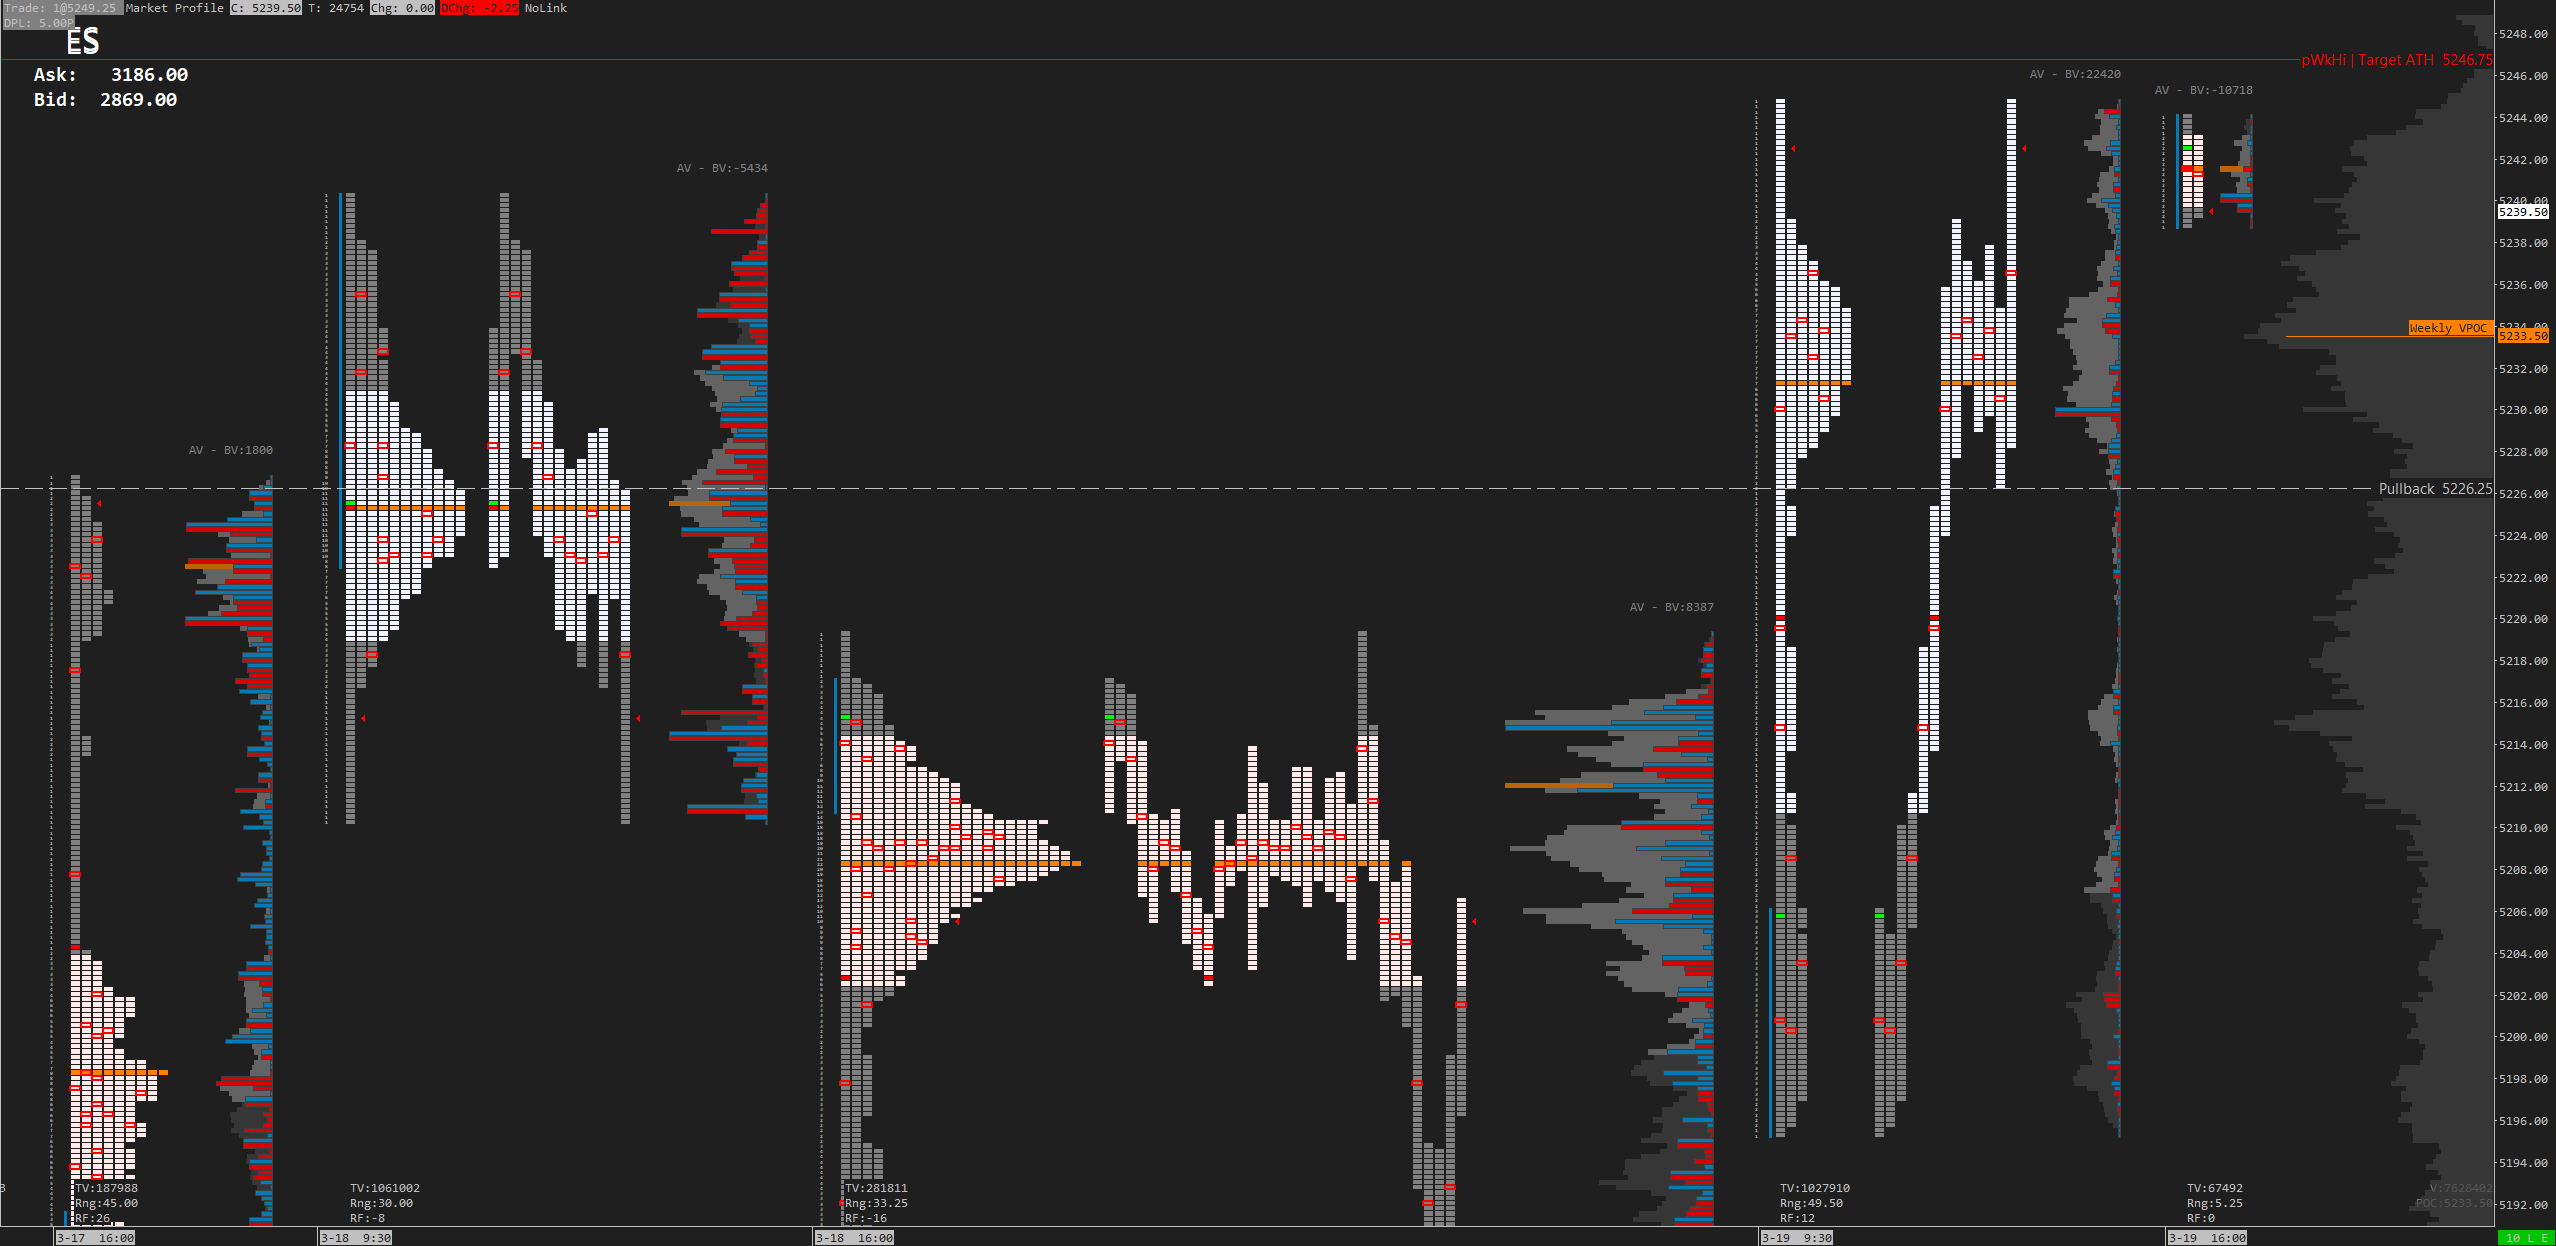 Trade: 1@5249.25 Market Profile C: 5239.50 T: 24754 Chg: 0.00 DChg: -2.25 NoLink
DPL: 5.00P
ES
Ask: 3186.00
Bid: 2869.00
pWkHi | Target ATH 5246.75
AV - BV:22420
AV - BV:-10718
AV - BV:-5434
AV - BV:1800
AV - BV:8387
Weekly VPOC
Pullback 5226.25
5248.00
5246.00
5244.00
5242.00
5240.00
5239.50
5238.00
5236.00
5234.00
5233.50
5232.00
5230.00
5228.00
5226.00
5224.00
5222.00
5220.00
5218.00
5216.00
5214.00
5212.00
5210.00
5208.00
5206.00
5204.00
5202.00
5200.00
5198.00
5196.00
5194.00
5192.00
TV:187988
Rng:45.00
RF:26
TV:1061002
Rng:30.00
RF:-8
TV:281811
Rng:33.25
RF:-16
TV:1027910
Rng:49.50
RF:12
TV:67492
Rng:5.25
RF:0
V:7628402
POC:5233.50
3-17 16:00
3-18 9:30
3-18 16:00
3-19 9:30
3-19 16:00
10 L E